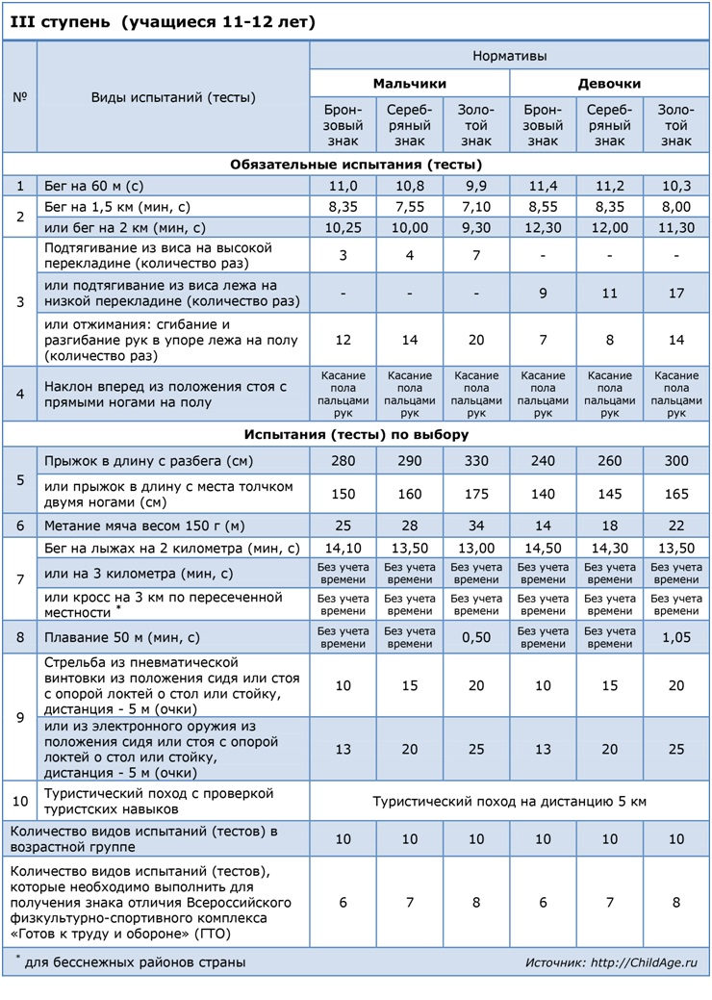 III ступень (учащиеся 11-12 лет)
№
Виды испытаний (тесты)
Нормативы
Мальчики
Девочки
Брон-
зовый
знак
Сереб-
ряный
знак
Золо-
той
знак
Брон-
зовый
знак
Сереб-
ряный
знак
Золо-
той
знак
Обязательные испытания (тесты)
1 Бег на 60 м (с) 11,0 10,8 9,9 11,4 11,2 10,3
2 Бег на 1,5 км (мин, с) 8,35 7,55 7,10 8,55 8,35 8,00
или бег на 2 км (мин, с) 10,25 10,00 9,30 12,30 12,00 11,30
3
Подтягивание из виса на высокой
перекладине (количество раз)
3 4 7 - - -
или подтягивание из виса лежа на
низкой перекладине (количество раз)
- - - 9 11 17
или отжимания: сгибание и
разгибание рук в упоре лежа на полу
(количество раз)
12 14 20 7 8 14
4
Наклон вперед из положения стоя с
прямыми ногами на полу
Касание
пола
пальцами
рук
Касание
пола
пальцами
рук
Касание
пола
пальцами
рук
Касание
пола
пальцами
рук
Касание
пола
пальцами
рук
Касание
пола
пальцами
рук
Испытания (тесты) по выбору
5
Прыжок в длину с разбега (см) 280 290 330 240 260 300
или прыжок в длину с места толчком
двумя ногами (см)
150 160 175 140 145 165
6 Метание мяча весом 150 г (м) 25 28 34 14 18 22
7
Бег на лыжах на 2 километра (мин, с) 14,10 13,50 13,00 14,50 14,30 13,50
или на 3 километра (мин, с)
Без учета
времени
Без учета
времени
Без учета
времени
Без учета
времени
Без учета
времени
Без учета
времени
или кросс на 3 км по пересеченной
местности *
Без учета
времени
Без учета
времени
Без учета
времени
Без учета
времени
Без учета
времени
Без учета
времени
8 Плавание 50 м (мин, с)
Без учета
времени
Без учета
времени
0,50
Без учета
времени
Без учета
времени
1,05
9
Стрельба из пневматической
винтовки из положения сидя или стоя
с опорой локтей о стол или стойку,
дистанция - 5 м (очки)
10 15 20 10 15 20
или из электронного оружия из
положения сидя или стоя с опорой
локтей о стол или стойку,
дистанция - 5 м (очки)
13 20 25 13 20 25
10
Туристический поход с проверкой
туристских навыков
Туристический поход на дистанцию 5 км
Количество видов испытаний (тестов) в
возрастной группе
10 10 10 10 10 10
Количество видов испытаний (тестов),
которые необходимо выполнить для
получения знака отличия Всероссийского
физкультурно-спортивного комплекса
«Готов к труду и обороне» (ГТО)
6 7 8 6 7 8
* для бесснежных районов страны
Источник: http://ChildAge.ru